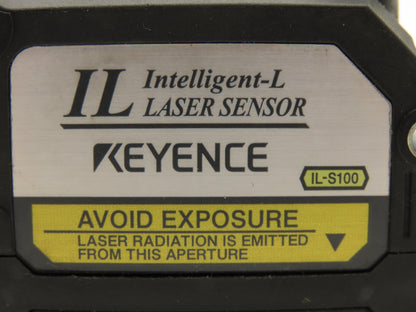 IL Intelligent-L
LASER SENSOR
KEYENCE
IL-S100
AVOID EXPOSURE
LASER RADIATION IS EMITTED
FROM THIS APERTURE